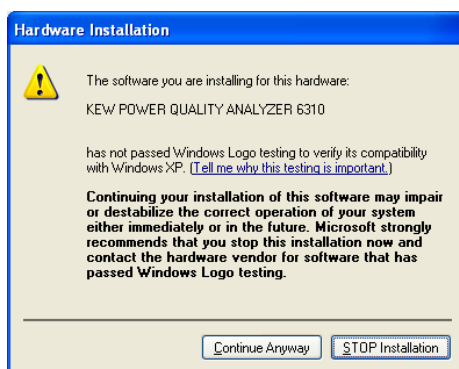 Hardware Installation
The software you are installing for this hardware:
KEW POWER QUALITY ANALYZER 6310
has not passed Windows Logo testing to verify its compatibility
with Windows XP. (Tell me why this testing is important.)
Continuing your installation of this software may impair
or destabilize the correct operation of your system
either immediately or in the future. Microsoft strongly
recommends that you stop this installation now and
contact the hardware vendor for software that has
passed Windows Logo testing.
Continue Anyway
STOP Installation